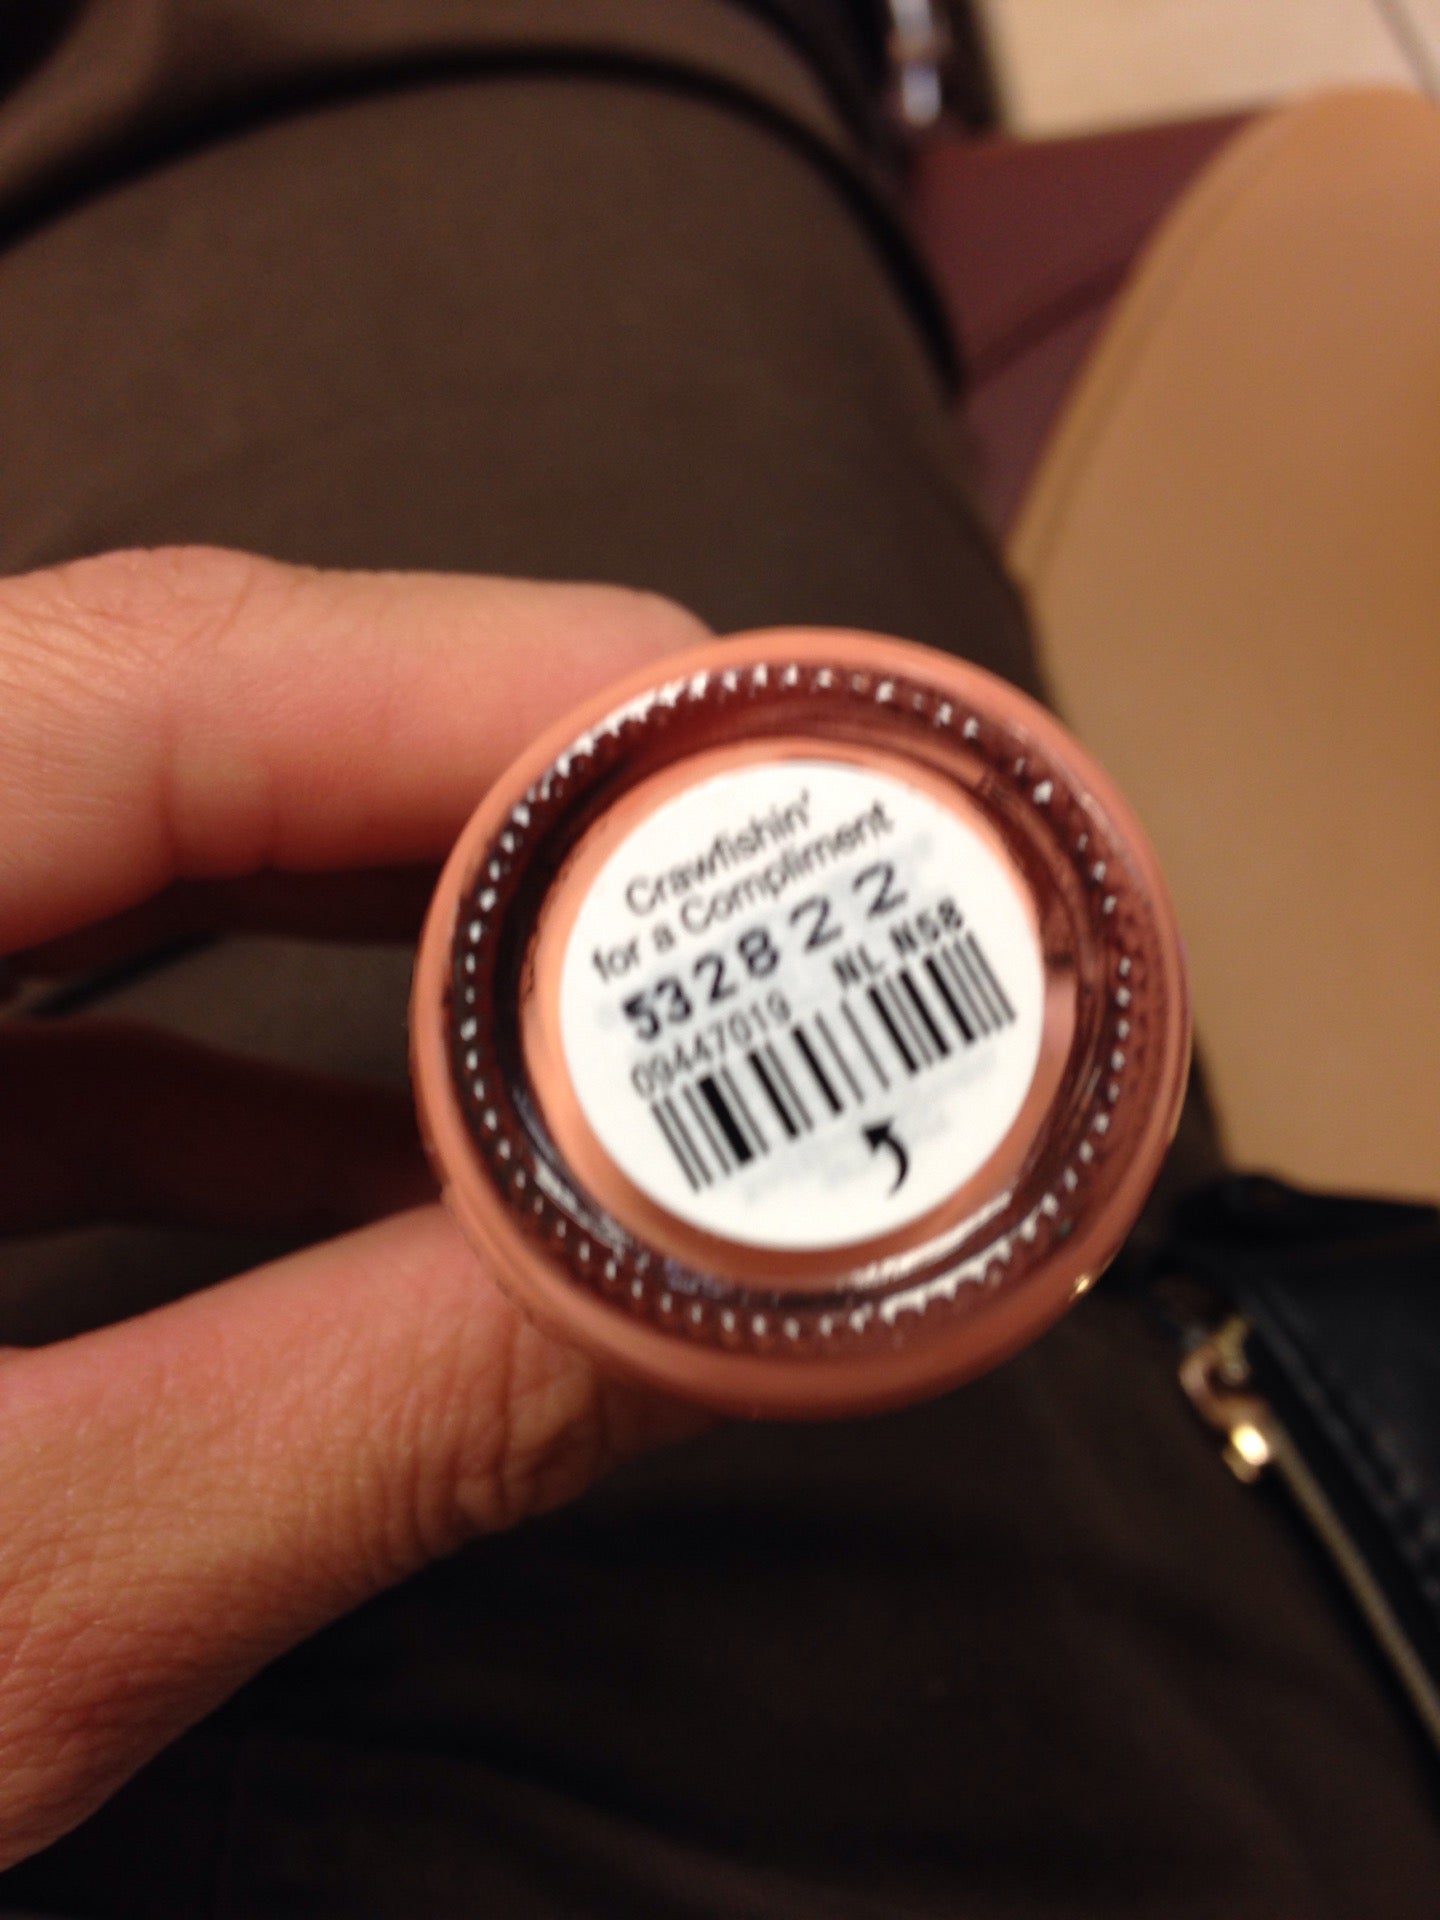 Crawfishin'
for a Compliment
532822
09447019 NL N58